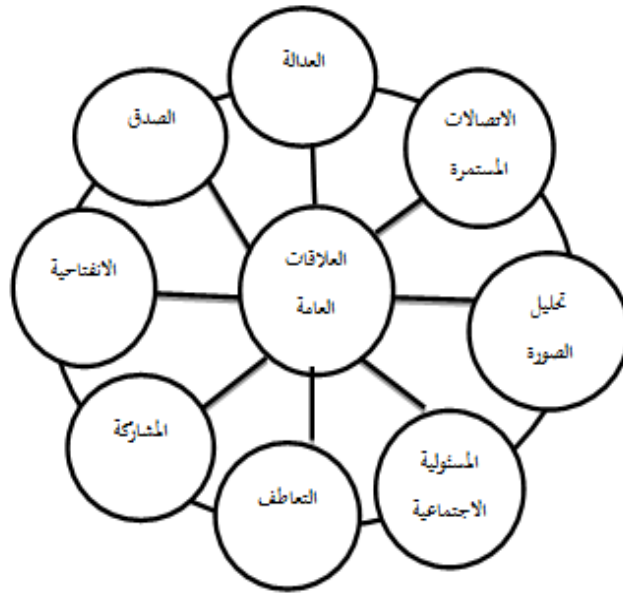 العدالة
الاتصالات
المستمرة
تحليل
الصورة
المسئولية
الاجتماعية
التعاطف
المشاركة
الانفتاحية
الصدق
العلاقات
العامة